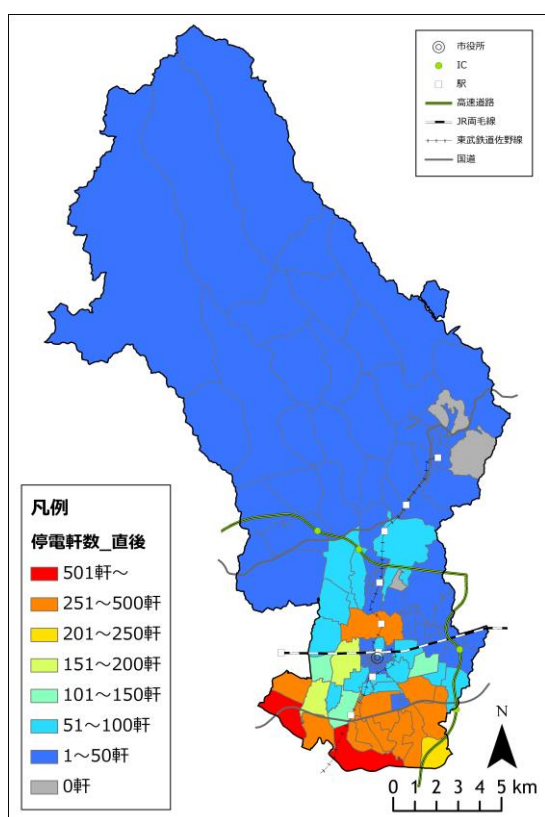 市役所
IC
駅
高速道路
JR両毛線
東武鉄道佐野線
国道
凡例
停電軒数_直後
501軒～
251～500軒
201～250軒
151～200軒
101～150軒
51～100軒
1～50軒
0軒
N
0 1 2 3 4 5 km